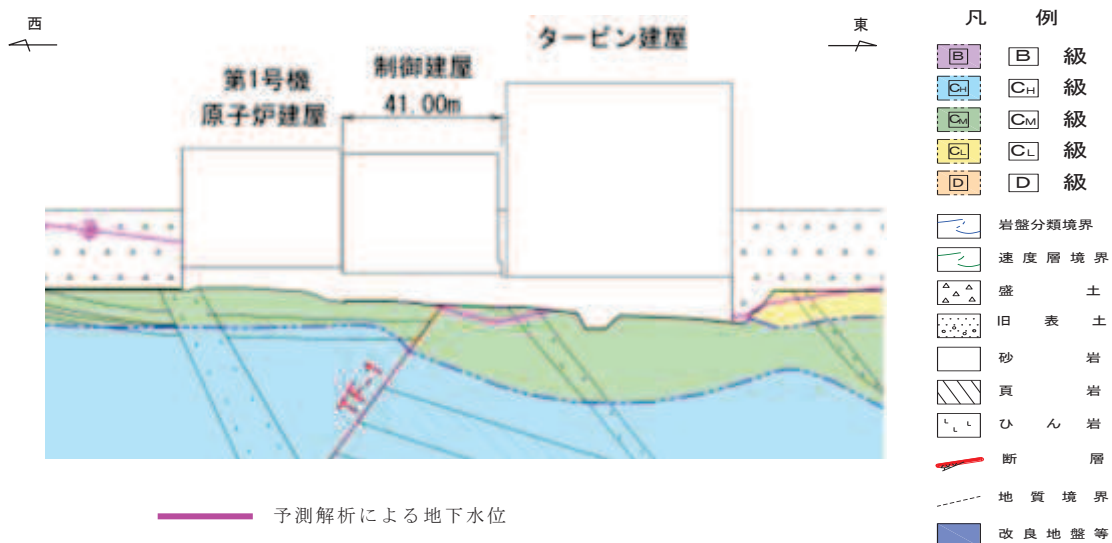 西
東
第1号機
原子炉建屋
制御建屋
41.00m
タービン建屋
TF-1
予測解析による地下水位
凡 例
B B 級
CH CH 級
CM CM 級
CL CL 級
D D 級
岩盤分類境界
速度層境界
盛土
旧表土
砂岩
頁岩
ひん岩
断層
地質境界
改良地盤等